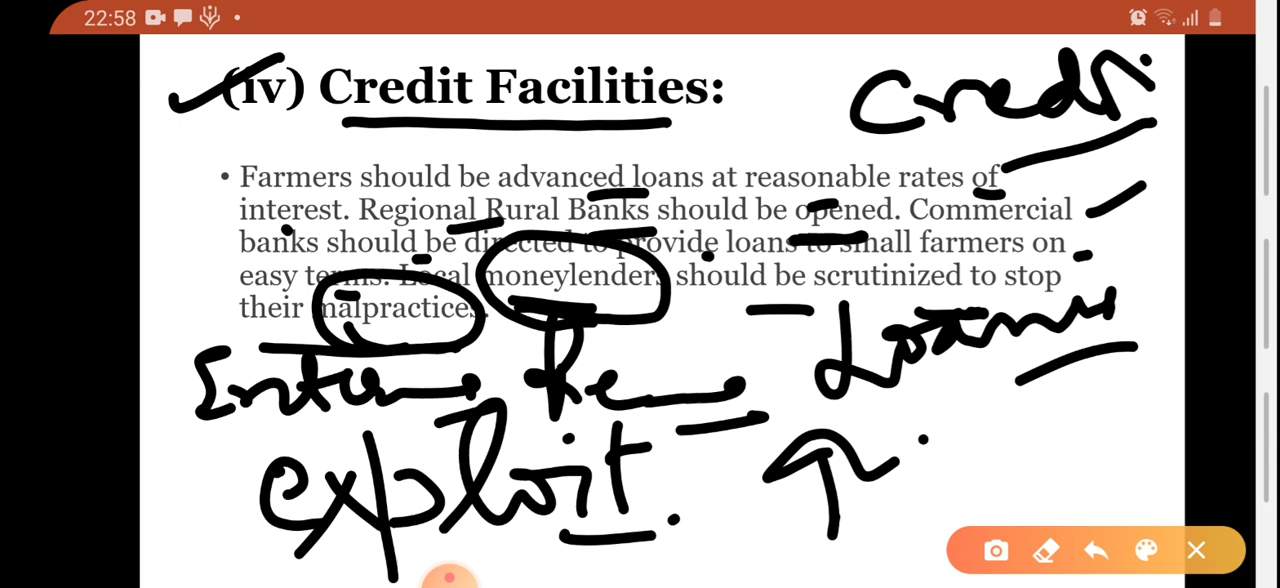 22:58
(iv) Credit Facilities:
Credit
• Farmers should be advanced loans at reasonable rates of
interest. Regional Rural Banks should be opened. Commercial
banks should be directed to provide loans to small farmers on
easy terms. Local moneylenders should be scrutinized to stop
their malpractices.
Loans
exploit.